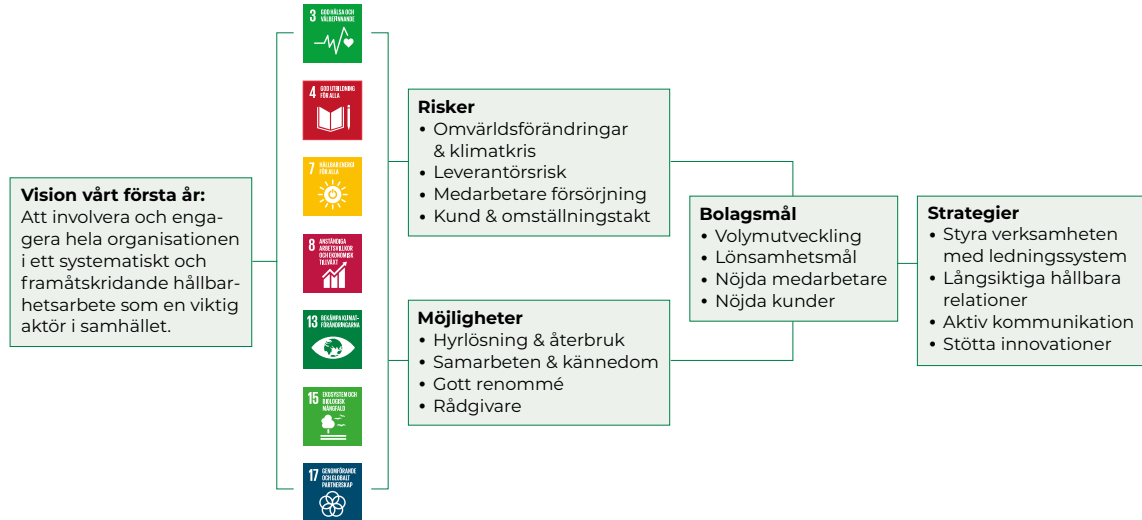 Vision vårt första år:
Att involvera och enga-
gera hela organisationen
i ett systematiskt och
framåtskridande hållbar-
hetsarbete som en viktig
aktör i samhället.
3 GOD HÄLSA OCH
VÄLBEFINNANDE
4 GOD UTBILDNING
FÖR ALLA
7 HÅLLBAR ENERGI
FÖR ALLA
8 ANSTÄNDIGA
ARBETSVILLKOR
OCH EKONOMISK
TILLVÄXT
13 BEKÄMPA KLIMAT-
FÖRÄNDRINGARNA
15 EKOSYSTEM OCH
BIOLOGISK
MÅNGFALD
17 GENOMFÖRANDE
OCH GLOBALT
PARTNERSKAP
Risker
• Omvärldsförändringar
& klimatkris
• Leverantörsrisk
• Medarbetare försörjning
• Kund & omställningstakt
Möjligheter
• Hyrlösning & återbruk
• Samarbeten & kännedom
• Gott renommé
• Rådgivare
Bolagsmål
• Volymutveckling
• Lönsamhetsmål
• Nöjda medarbetare
• Nöjda kunder
Strategier
• Styra verksamheten
med ledningssystem
• Långsiktiga hållbara
relationer
• Aktiv kommunikation
• Stötta innovationer